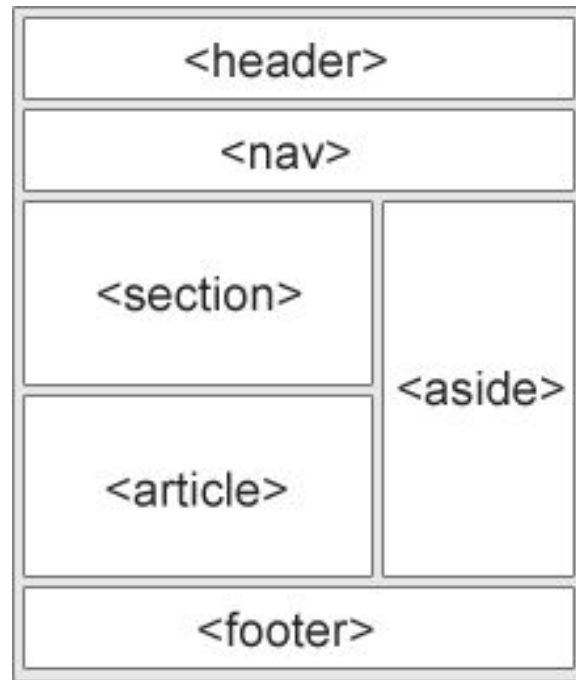 <header>
<nav>
<section>
<aside>
<article>
<footer>